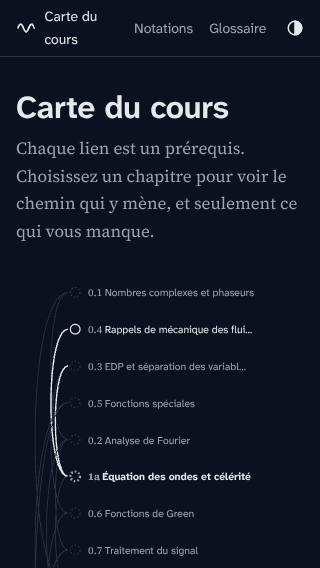 Carte du
cours
Notations Glossaire
Carte du cours
Chaque lien est un prérequis.
Choisissez un chapitre pour voir le
chemin qui y mène, et seulement ce
qui vous manque.
0.1 Nombres complexes et phaseurs
0.4 Rappels de mécanique des flui…
0.3 EDP et séparation des variabl…
0.5 Fonctions spéciales
0.2 Analyse de Fourier
1a Équation des ondes et célérité
0.6 Fonctions de Green
0.7 Traitement du signal